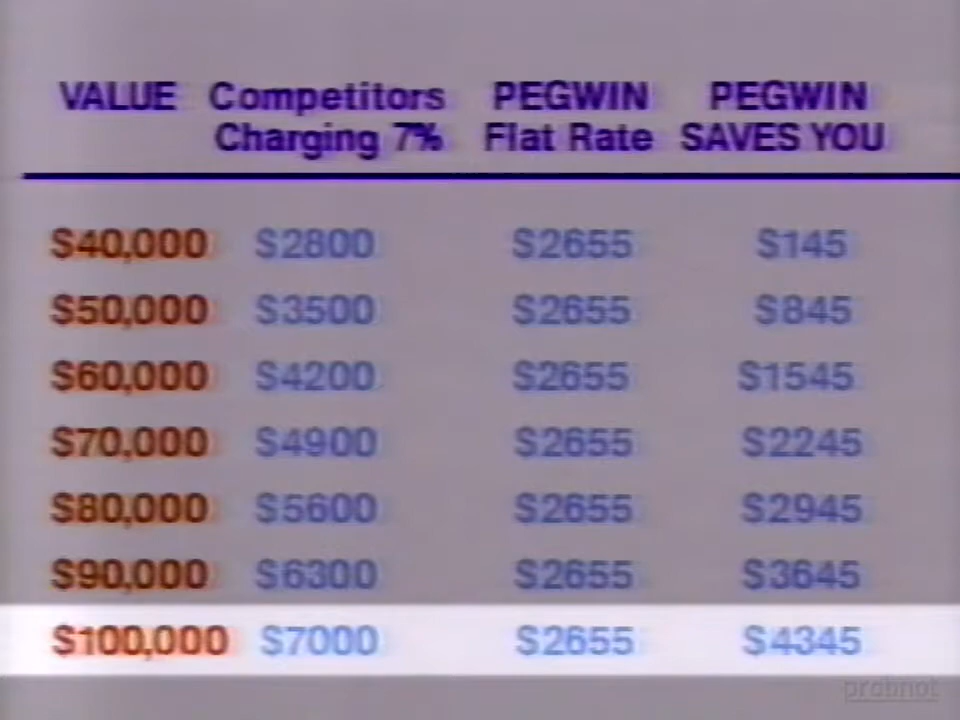 VALUE Competitors PEGWIN PEGWIN
Charging 7% Flat Rate SAVES YOU
$40,000 $2800 $2655 $145
$50,000 $3500 $2655 $845
$60,000 $4200 $2655 $1545
$70,000 $4900 $2655 $2245
$80,000 $5600 $2655 $2945
$90,000 $6300 $2655 $3645
$100,000 $7000 $2655 $4345
probnot